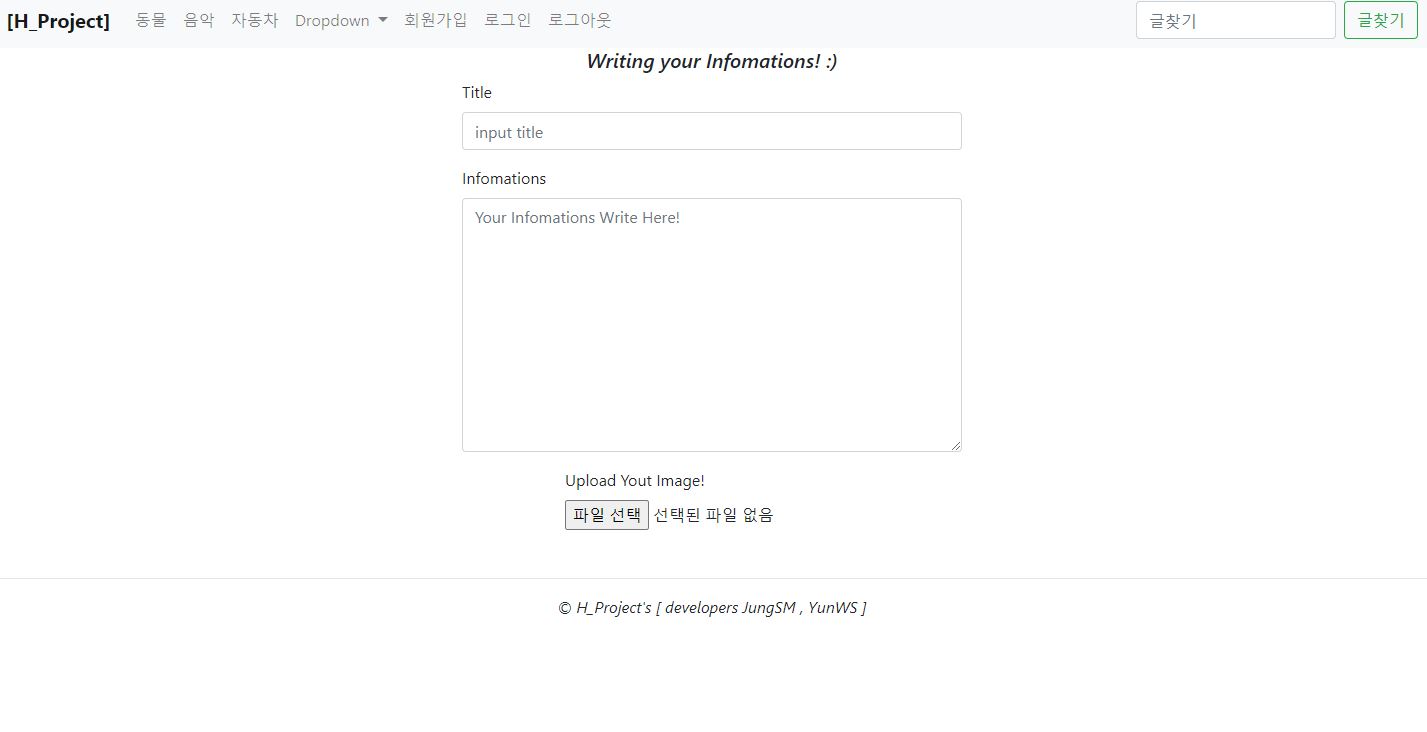 [H_Project] 동물 음악 자동차 Dropdown 회원가입 로그인 로그아웃 글찾기 글찾기
Writing your Infomations! :)
Title
input title
Infomations
Your Infomations Write Here!
Upload Yout Image!
파일 선택 선택된 파일 없음
© H_Project's [ developers JungSM , YunWS ]